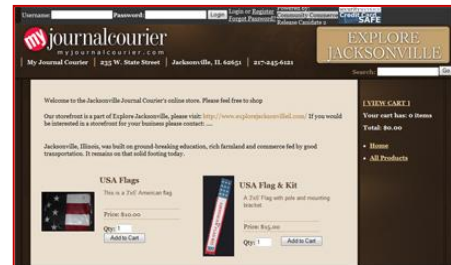 Username: Password: Login Login or Register
Forgot Password?
Powered by:
Community Commerce
Release Candidate 2
Credit Card
SAFE
myjournalcourier
myjournalcourier.com
EXPLORE
JACKSONVILLE
My Journal Courier | 235 W. State Street | Jacksonville, IL 62651 | 217-245-6121
Search: Go
Welcome to the Jacksonville Journal Courier's online store. Please feel free to shop
Our storefront is a part of Explore Jacksonville, please visit: http://www.explorejacksonvilleil.com/ If you would
be interested in a storefront for your business please contact: ....
Jacksonville, Illinois, was built on ground-breaking education, rich farmland and commerce fed by good
transportation. It remains on that solid footing today.
[ VIEW CART ]
Your cart has: 0 items
Total: $0.00
Home
All Products
USA Flags
This is a 3'x5' American flag
Price: $10.00
Qty: 1
Add to Cart
USA Flag & Kit
A 3'x5' Flag with pole and mounting
bracket.
Price: $15.00
Qty: 1 Add to Cart